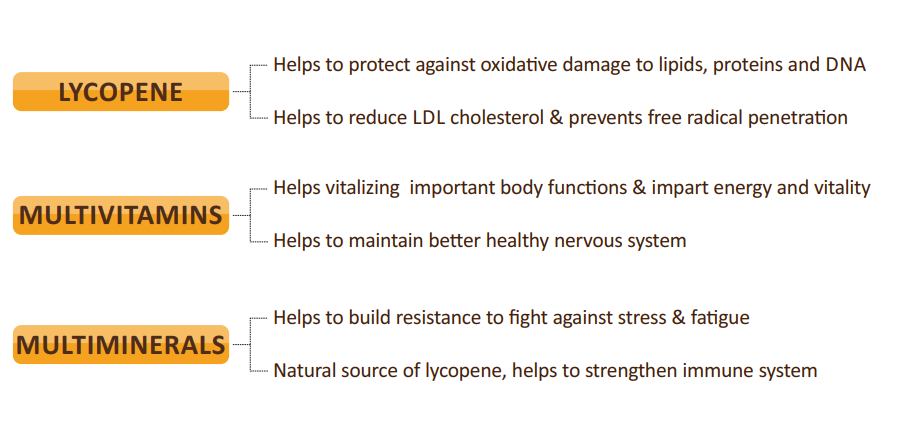 LYCOPENE
Helps to protect against oxidative damage to lipids, proteins and DNA
Helps to reduce LDL cholesterol & prevents free radical penetration
MULTIVITAMINS
Helps vitalizing  important body functions & impart energy and vitality
Helps to maintain better healthy nervous system
MULTIMINERALS
Helps to build resistance to fight against stress & fatigue
Natural source of lycopene, helps to strengthen immune system